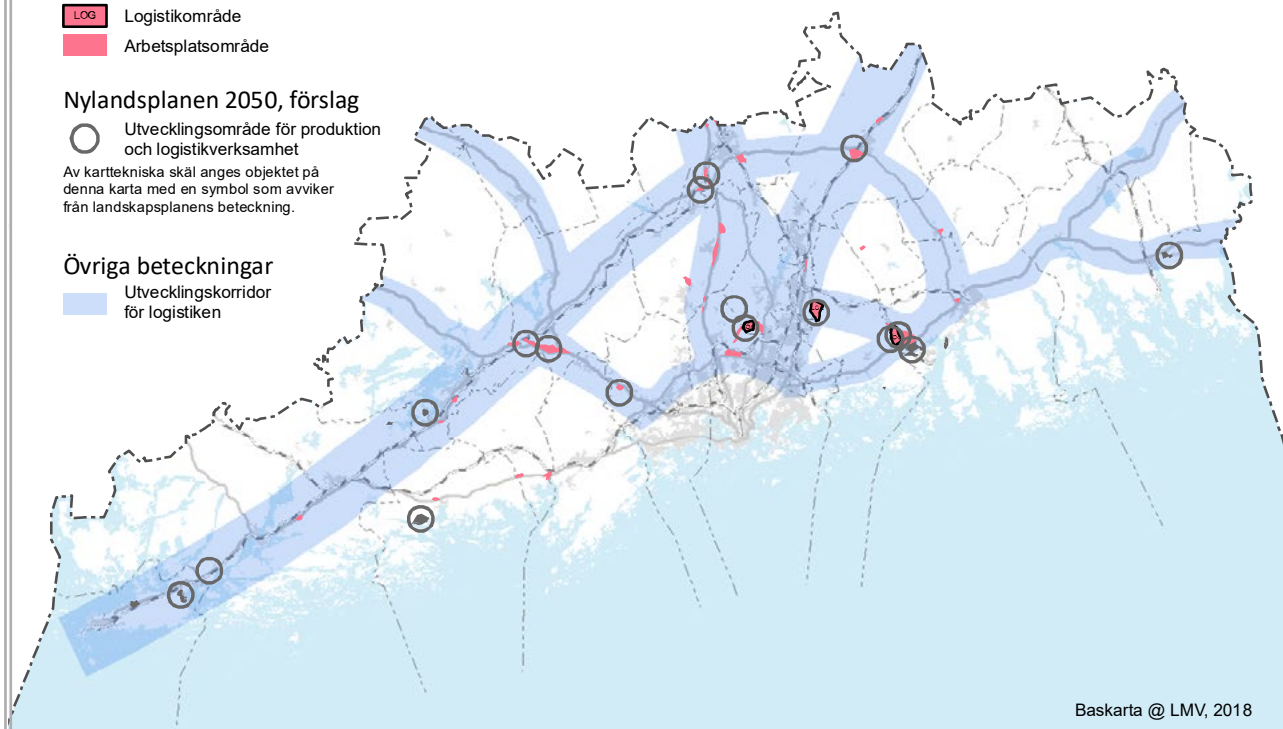 LOG Logistikområde
Arbetsplatsområde
Nylandsplanen 2050, förslag
Utvecklingsområde för produktion
och logistikverksamhet
Av karttekniska skäl anges objektet på
denna karta med en symbol som avviker
från landskapsplanens beteckning.
Övriga beteckningar
Utvecklingskorridor
för logistiken
Baskarta @ LMV, 2018